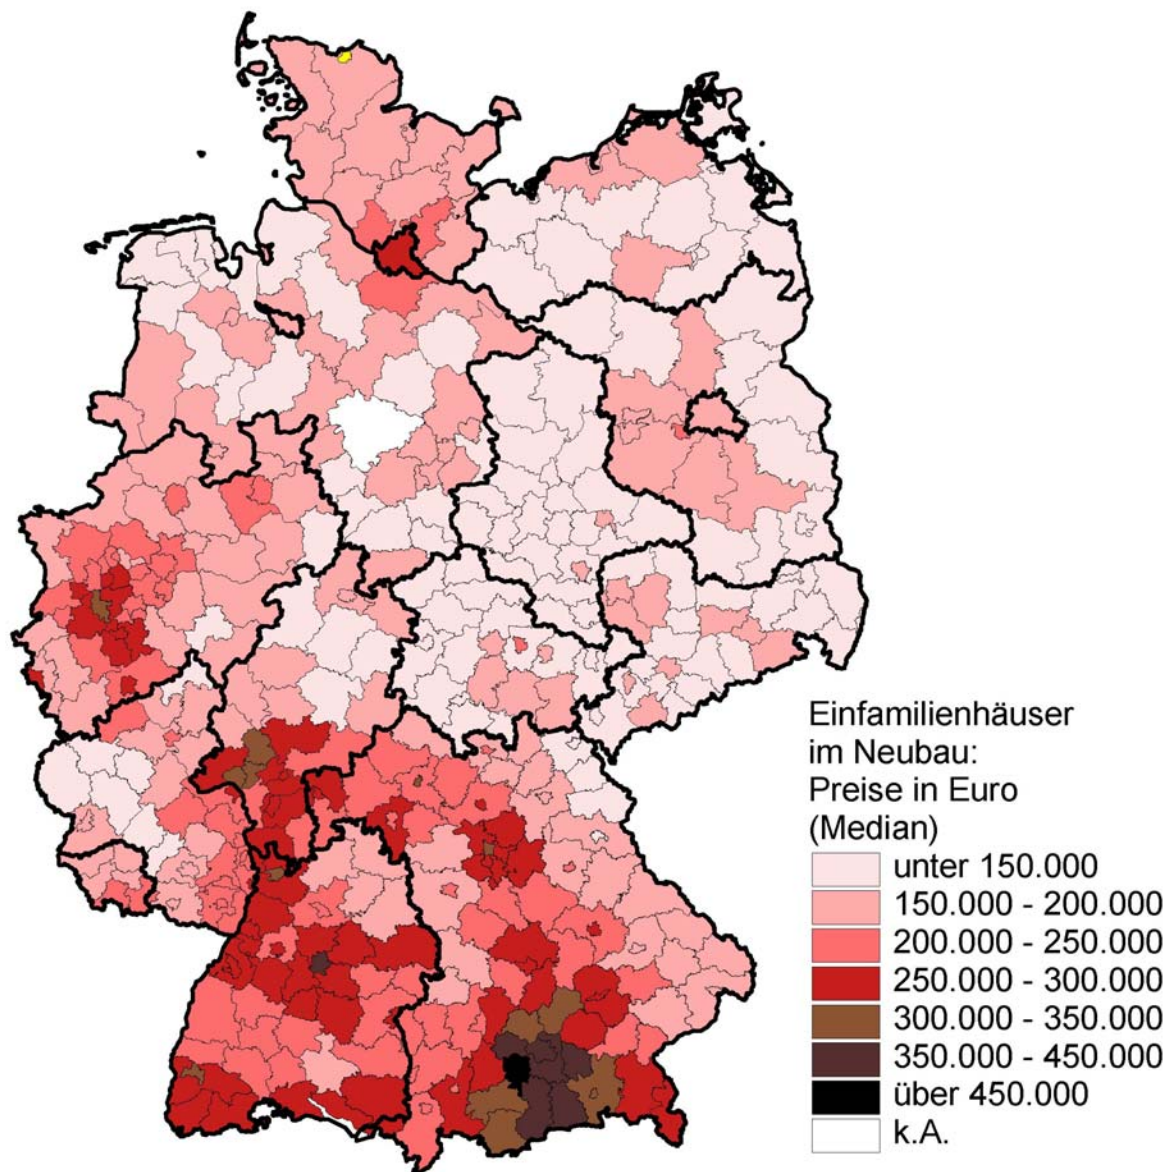 Einfamilienhäuser
im Neubau:
Preise in Euro
(Median)
unter 150.000
150.000 - 200.000
200.000 - 250.000
250.000 - 300.000
300.000 - 350.000
350.000 - 450.000
über 450.000
k.A.